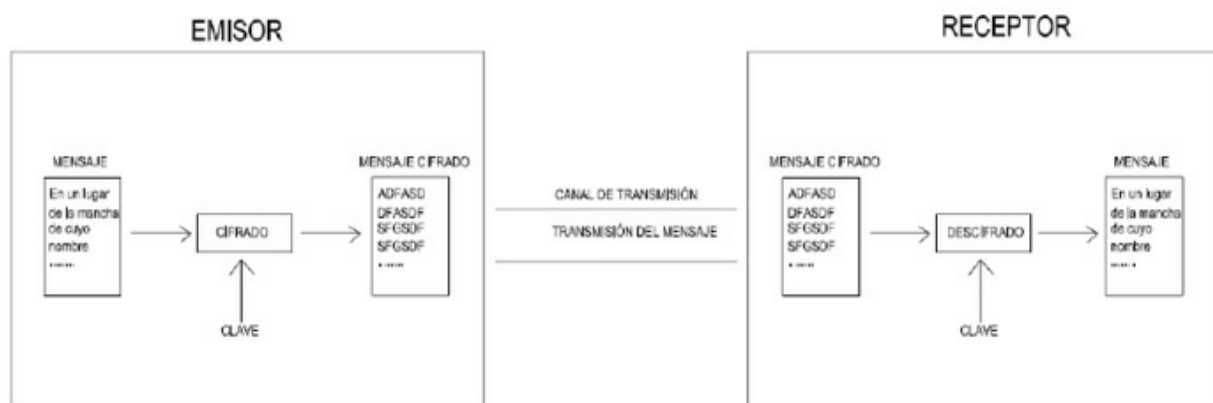 EMISOR
MENSAJE
En un lugar
de la mancha
de cuyo
nombre
......
CIFRADO
CLAVE
MENSAJE CIFRADO
ADFASD
DFASDF
SFGSDF
SFGSDF
......
CANAL DE TRANSMISIÓN
TRANSMISIÓN DEL MENSAJE
RECEPTOR
MENSAJE CIFRADO
ADFASD
DFASDF
SFGSDF
SFGSDF
......
DESCIFRADO
CLAVE
MENSAJE
En un lugar
de la mancha
de cuyo
nombre
......